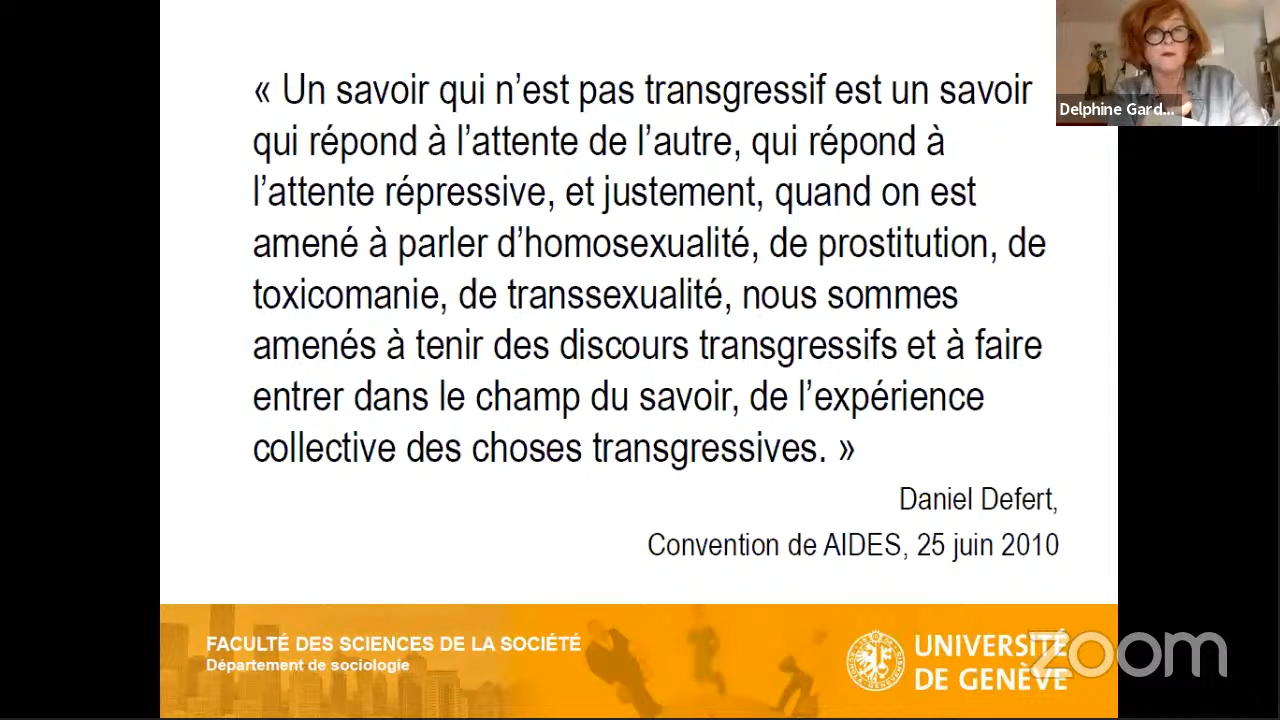 « Un savoir qui n’est pas transgressif est un savoir
qui répond à l’attente de l’autre, qui répond à
l’attente répressive, et justement, quand on est
amené à parler d’homosexualité, de prostitution, de
toxicomanie, de transsexualité, nous sommes
amenés à tenir des discours transgressifs et à faire
entrer dans le champ du savoir, de l’expérience
collective des choses transgressives. »
Daniel Defert,
Convention de AIDES, 25 juin 2010
Delphine Gard...
FACULTÉ DES SCIENCES DE LA SOCIÉTÉ
Département de sociologie
UNIVERSITÉ
DE GENÈVE
zoom